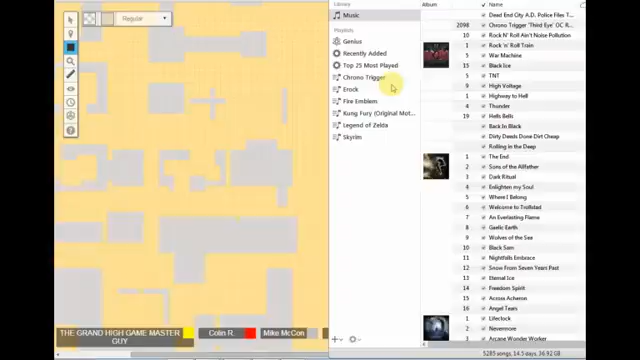 Regular
THE GRAND HIGH GAME MASTER
GUY
Colin R.
Mike McCon
Library
Music
Playlists
Genius
Recently Added
Top 25 Most Played
Chrono Trigger
Erock
Fire Emblem
Kung Fury (Original Mot...
Legend of Zelda
Skyrim
Album Name
Dead End City A.D. Police Files T...
2098 Chrono Trigger 'Third Eye' OC R...
10 Rock N' Roll Ain't Noise Pollution
1 Rock 'n' Roll Train
5 War Machine
15 Black Ice
5 TNT
9 High Voltage
1 Highway to Hell
4 Thunder
19 Hells Bells
Back In Black
Dirty Deeds Done Dirt Cheap
Rolling in the Deep
1 The End
2 Sons of the Allfather
3 Dark Ritual
4 Enlighten my Soul
5 Where I Belong
6 Welcome to Trollstad
7 An Everlasting Flame
8 Gaelic Earth
9 Wolves of the Sea
10 Black Sam
11 Nightfalls Embrace
12 Snow From Seven Years Past
13 Eternal Ice
14 Freedom Spirit
15 Across Acheron
16 Angel Tears
1 Lifeclock
2 Nevermore
3 Arcane Wonder Worker
5285 songs, 14.5 days, 36.92 GB